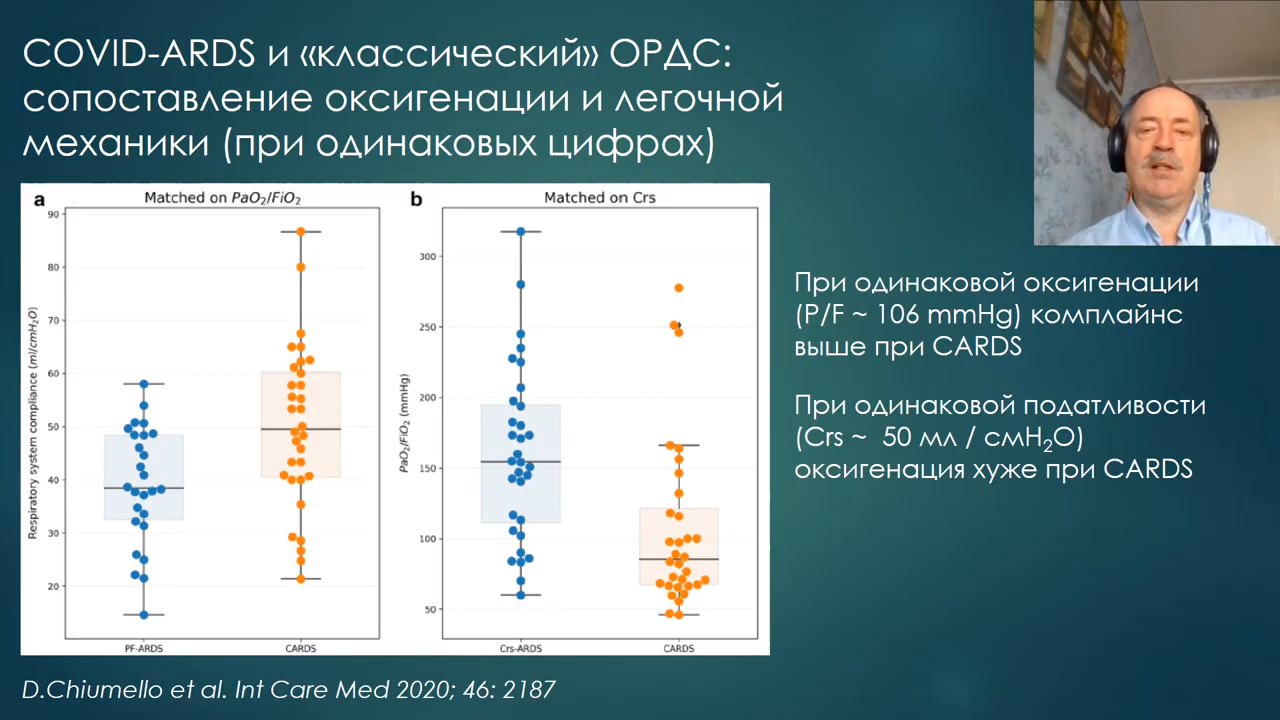 COVID-ARDS и «классический» ОРДС:
сопоставление оксигенации и легочной
механики (при одинаковых цифрах)
a
Matched on PaO2/FiO2
Respiratory system compliance (ml/cmH2O)
90
80
70
60
50
40
30
20
PF-ARDS
CARDS
b
Matched on Crs
PaO2/FiO2 (mmHg)
300
250
200
150
100
50
Crs-ARDS
CARDS
При одинаковой оксигенации
(P/F ~ 106 mmHg) комплайнс
выше при CARDS
При одинаковой податливости
(Crs ~ 50 мл / смH2O)
оксигенация хуже при CARDS
D.Chiumello et al. Int Care Med 2020; 46: 2187